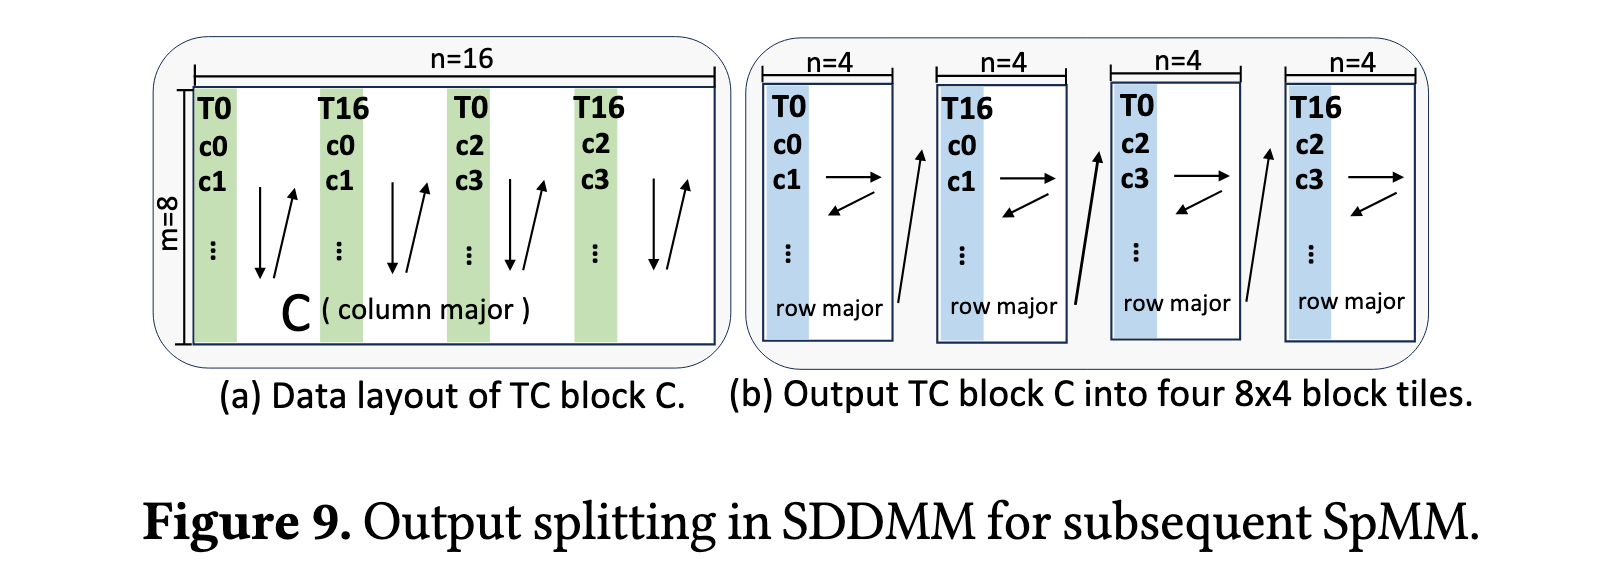 n=16
T0 T16 T0 T16
c0 c0 c2 c2
c1 c1 c3 c3
⋮ ⋮ ⋮ ⋮
m=8
C ( column major )
(a) Data layout of TC block C.
n=4 n=4 n=4 n=4
T0 T16 T0 T16
c0 c0 c2 c2
c1 c1 c3 c3
⋮ ⋮ ⋮ ⋮
row major row major row major row major
(b) Output TC block C into four 8x4 block tiles.
Figure 9. Output splitting in SDDMM for subsequent SpMM.